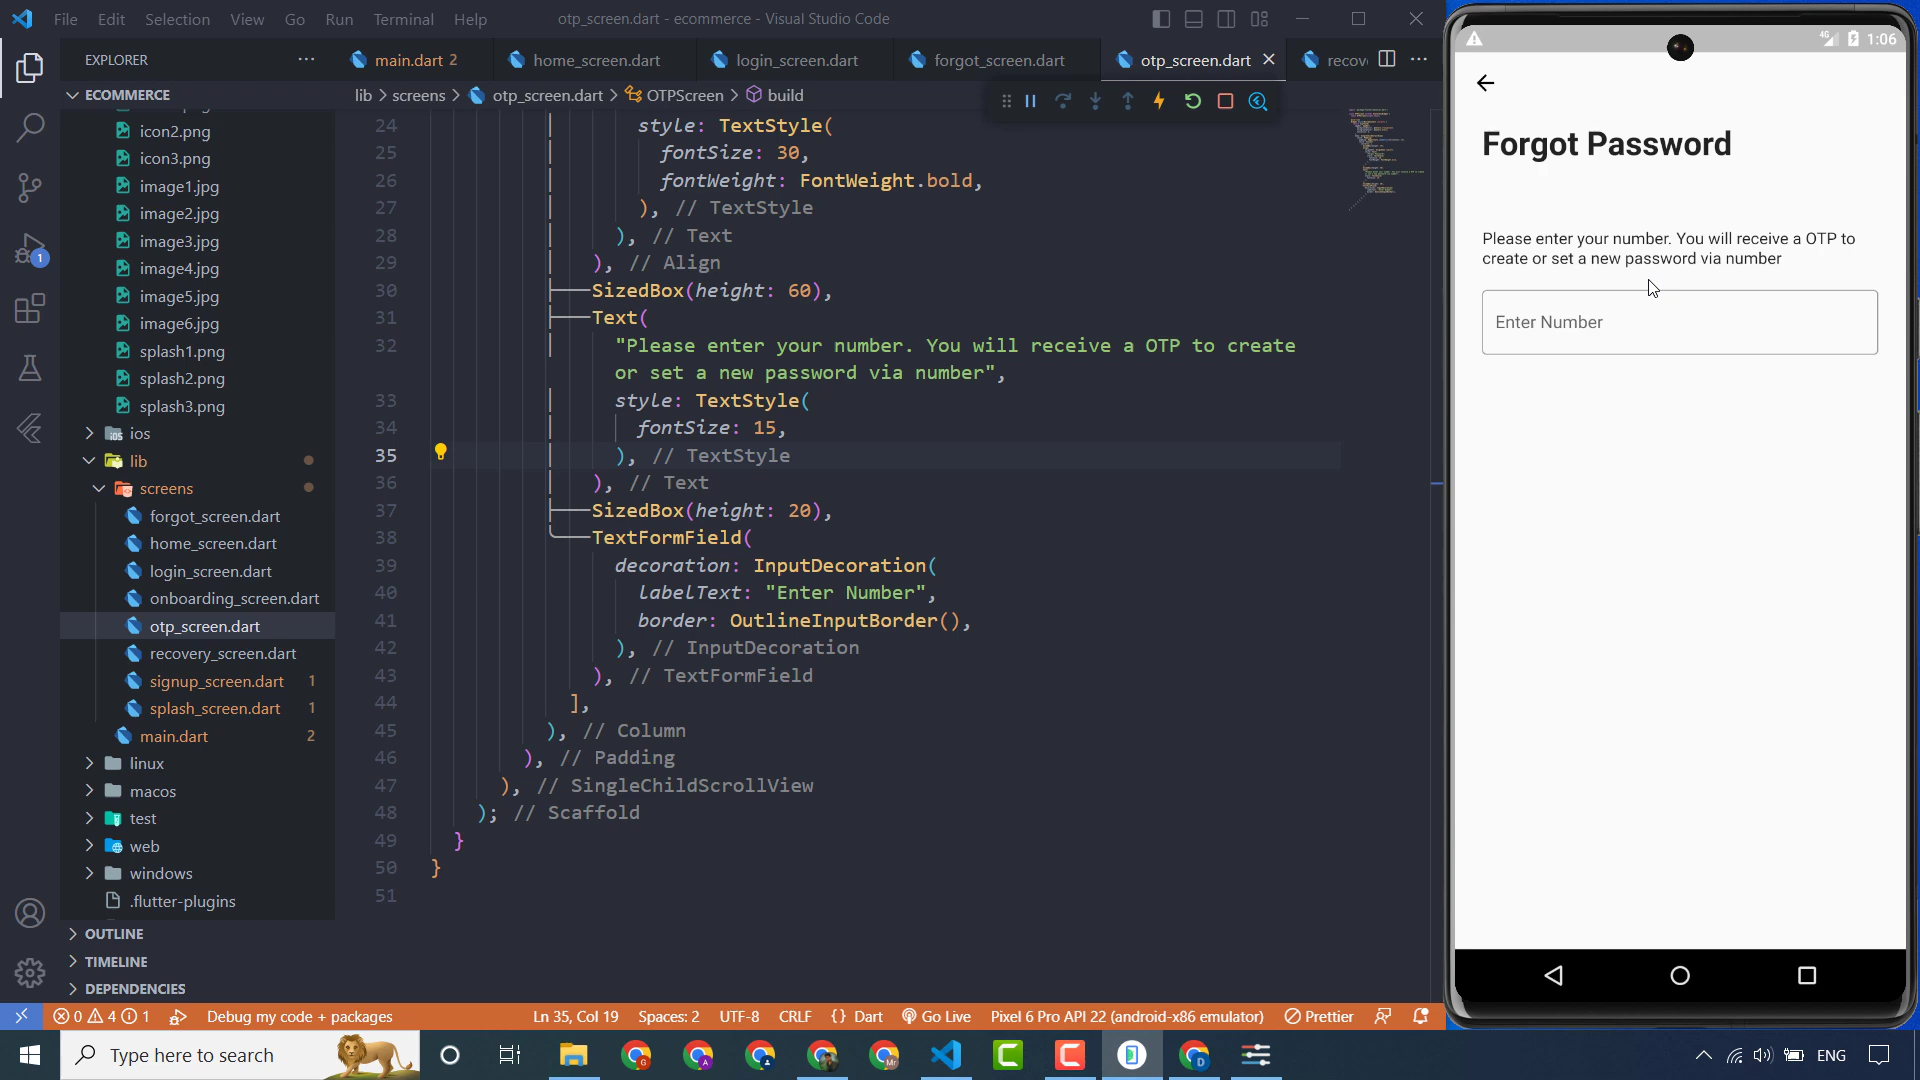 File Edit Selection View Go Run Terminal Help
otp_screen.dart - ecommerce - Visual Studio Code
EXPLORER
main.dart 2
home_screen.dart
login_screen.dart
forgot_screen.dart
otp_screen.dart
recov
ECOMMERCE
icon2.png
icon3.png
image1.jpg
image2.jpg
image3.jpg
image4.jpg
image5.jpg
image6.jpg
splash1.png
splash2.png
splash3.png
ios
lib
screens
forgot_screen.dart
home_screen.dart
login_screen.dart
onboarding_screen.dart
otp_screen.dart
recovery_screen.dart
signup_screen.dart 1
splash_screen.dart 1
main.dart 2
linux
macos
test
web
windows
.flutter-plugins
OUTLINE
TIMELINE
DEPENDENCIES
1
lib > screens > otp_screen.dart > OTPScreen > build
24 style: TextStyle(
25 fontSize: 30,
26 fontWeight: FontWeight.bold,
27 ), // TextStyle
28 ), // Text
29 ), // Align
30 SizedBox(height: 60),
31 Text(
32 "Please enter your number. You will receive a OTP to create
or set a new password via number",
33 style: TextStyle(
34 fontSize: 15,
35 ), // TextStyle
36 ), // Text
37 SizedBox(height: 20),
38 TextFormField(
39 decoration: InputDecoration(
40 labelText: "Enter Number",
41 border: OutlineInputBorder(),
42 ), // InputDecoration
43 ), // TextFormField
44 ],
45 ), // Column
46 ), // Padding
47 ), // SingleChildScrollView
48 ); // Scaffold
49 }
50 }
51
4G 1:06
Forgot Password
Please enter your number. You will receive a OTP to
create or set a new password via number
Enter Number
0 4 1 Debug my code + packages
Ln 35, Col 19 Spaces: 2 UTF-8 CRLF {} Dart Go Live Pixel 6 Pro API 22 (android-x86 emulator) Prettier
Type here to search
ENG